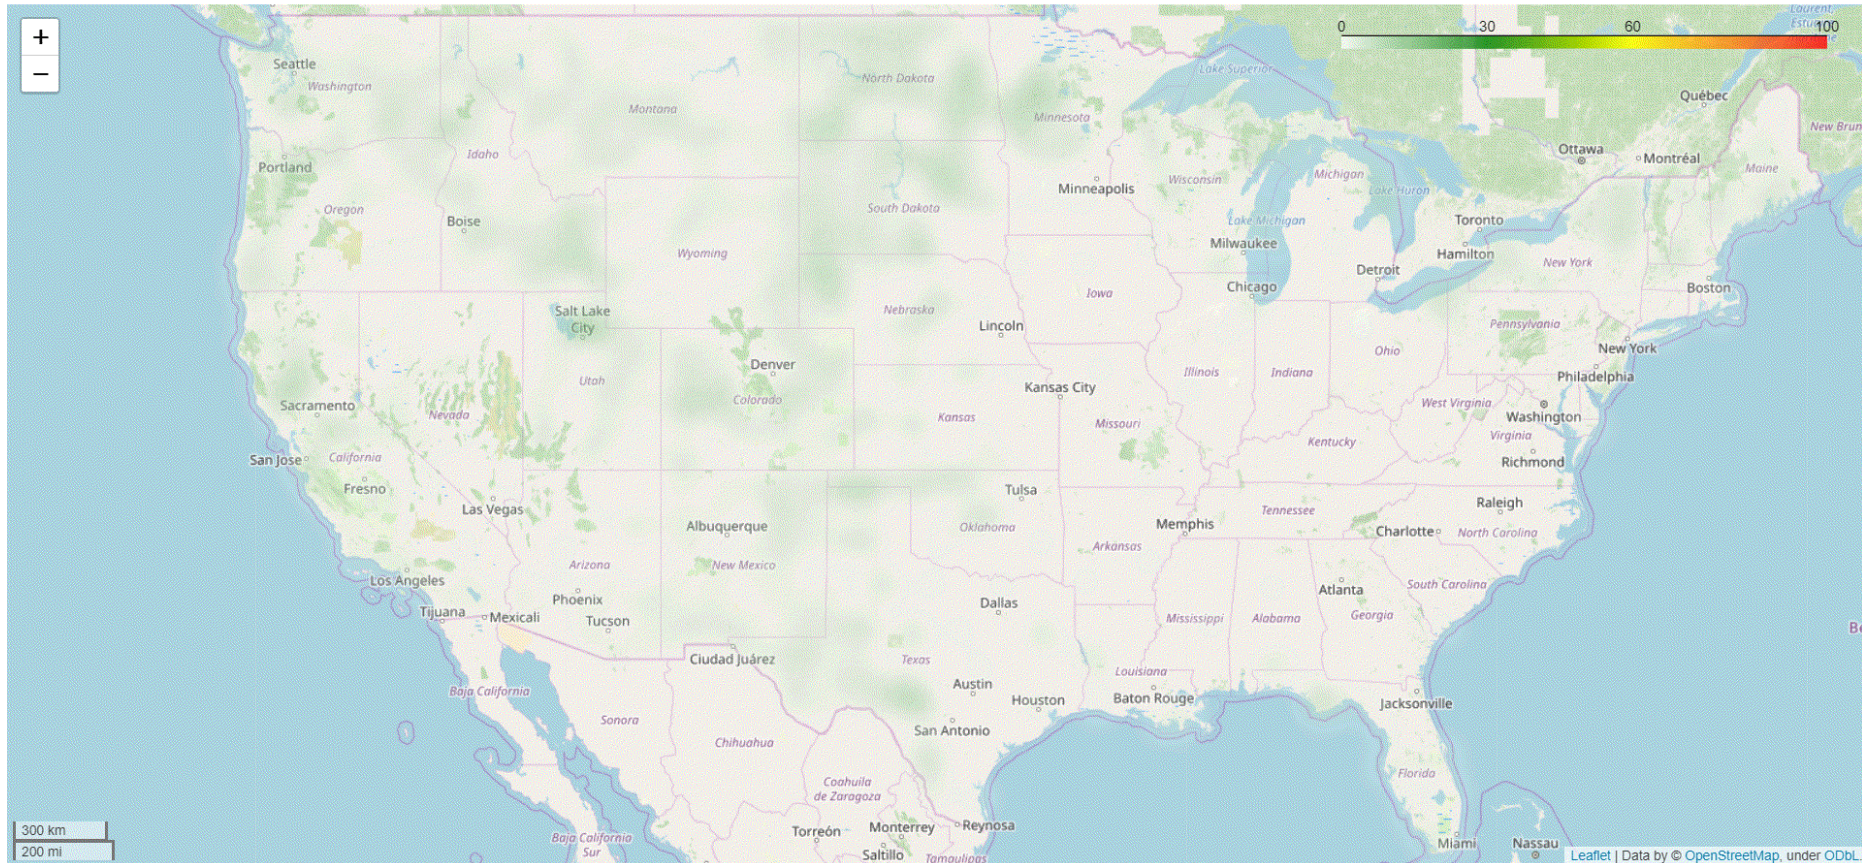 +
−
0 30 60 100
Laurent,
Seattle
Washington
North Dakota
Lake Superior
Montana
Minnesota
Québec
New Brun
Idaho
Portland
Ottawa
Montréal
Maine
Minneapolis
Wisconsin
Michigan
Lake Huron
Oregon
Boise
South Dakota
Toronto
Lake Michigan
Milwaukee
Hamilton
Wyoming
New York
Detroit
Chicago
Boston
Iowa
Salt Lake
City
Nebraska
Lincoln
Pennsylvania
New York
Ohio
Denver
Utah
Illinois
Indiana
Philadelphia
Kansas City
Colorado
Sacramento
Nevada
Kansas
Missouri
West Virginia
Washington
Virginia
Kentucky
San Jose
California
Richmond
Fresno
Las Vegas
Tulsa
Raleigh
Tennessee
Albuquerque
Oklahoma
Memphis
Charlotte
North Carolina
Arkansas
Arizona
New Mexico
Los Angeles
Phoenix
Dallas
Atlanta
South Carolina
Tijuana
Mexicali
Tucson
Mississippi
Alabama
Georgia
Be
Ciudad Juárez
Texas
Louisiana
Baja California
Austin
Houston
Baton Rouge
Jacksonville
Sonora
San Antonio
Chihuahua
Florida
Coahuila
de Zaragoza
300 km
200 mi
Baja California
Sur
Torreón
Monterrey
Reynosa
Saltillo
Tamaulipas
Miami
Nassau
Leaflet | Data by © OpenStreetMap, under ODbL.